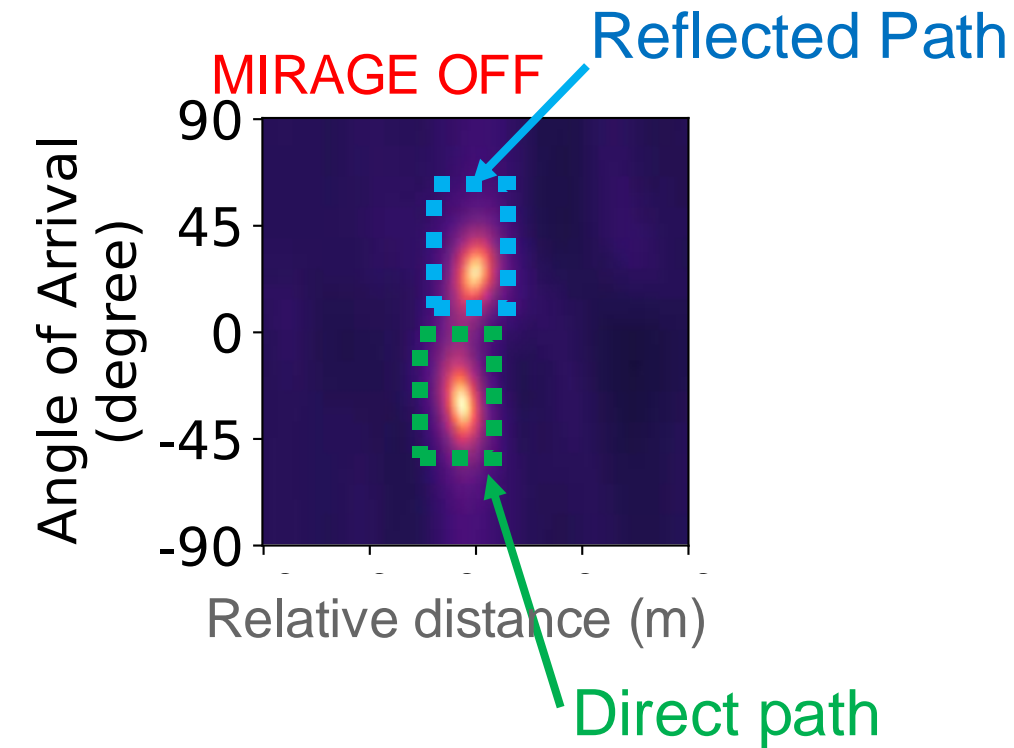 Reflected Path
MIRAGE OFF
90
45
0
-45
-90
Angle of Arrival
(degree)
Relative distance (m)
Direct path